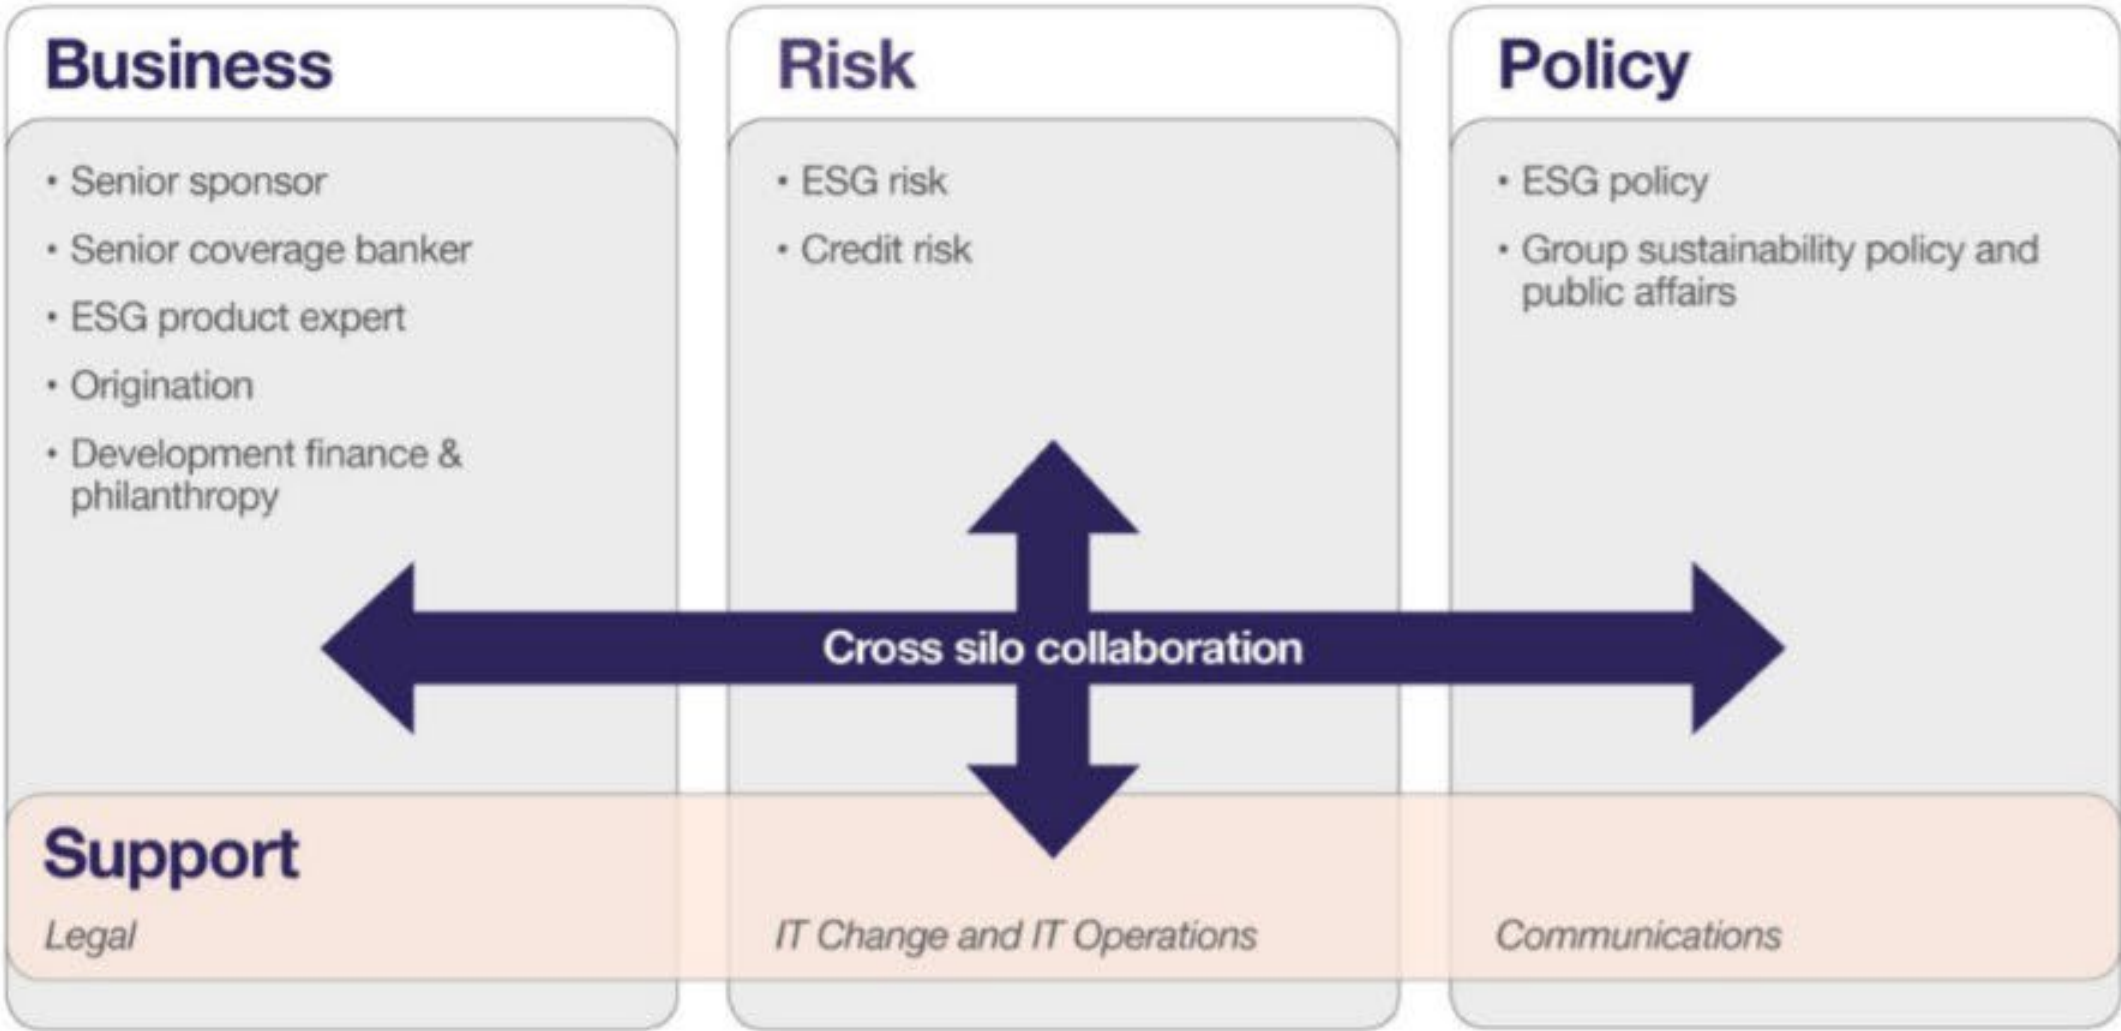 Business
• Senior sponsor
• Senior coverage banker
• ESG product expert
• Origination
• Development finance &
philanthropy
Risk
• ESG risk
• Credit risk
Policy
• ESG policy
• Group sustainability policy and
public affairs
Cross silo collaboration
Support
Legal
IT Change and IT Operations
Communications